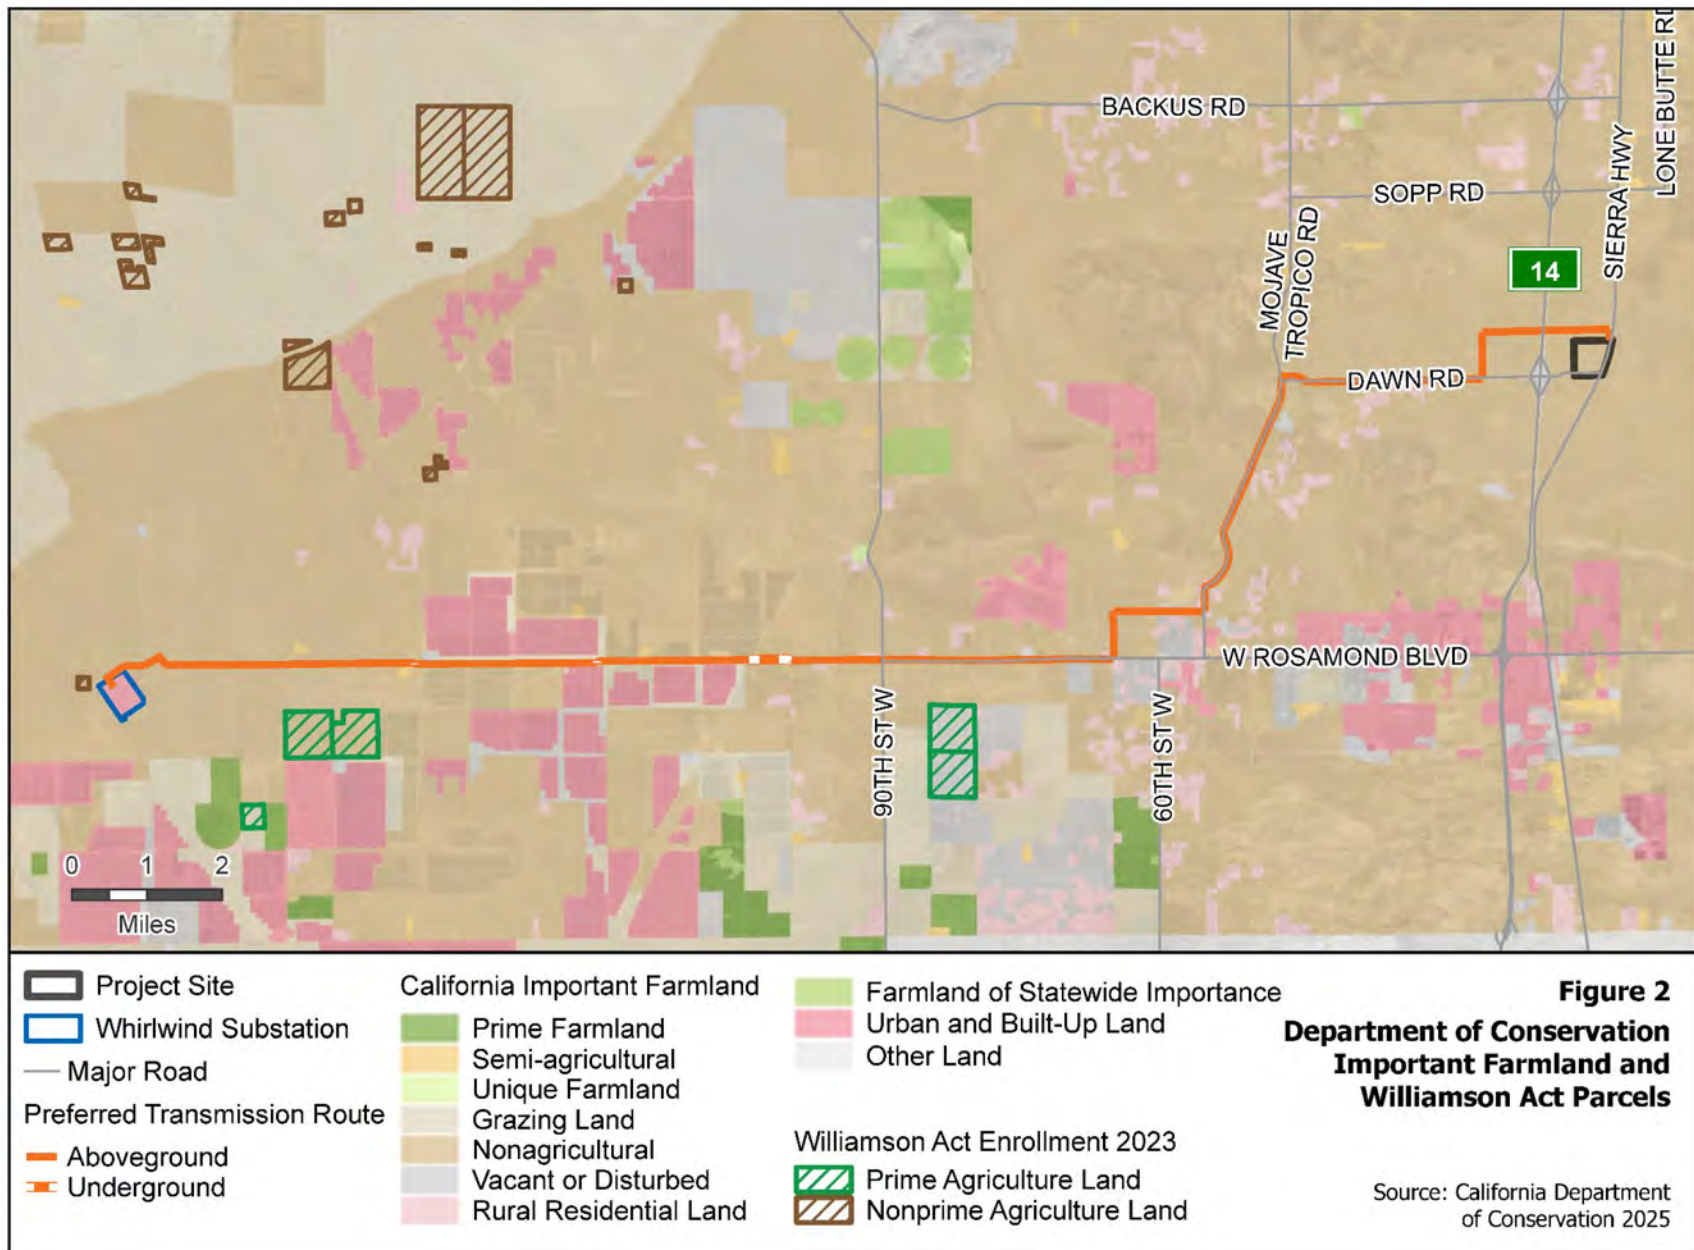 BACKUS RD
LONE BUTTE RD
SIERRA HWY
SOPP RD
MOJAVE
TROPICO RD
14
DAWN RD
W ROSAMOND BLVD
90TH ST W
60TH ST W
0 1 2
Miles
Project Site
Whirlwind Substation
Major Road
Preferred Transmission Route
Aboveground
Underground
California Important Farmland
Prime Farmland
Semi-agricultural
Unique Farmland
Grazing Land
Nonagricultural
Vacant or Disturbed
Rural Residential Land
Farmland of Statewide Importance
Urban and Built-Up Land
Other Land
Williamson Act Enrollment 2023
Prime Agriculture Land
Nonprime Agriculture Land
Figure 2
Department of Conservation
Important Farmland and
Williamson Act Parcels
Source: California Department
of Conservation 2025